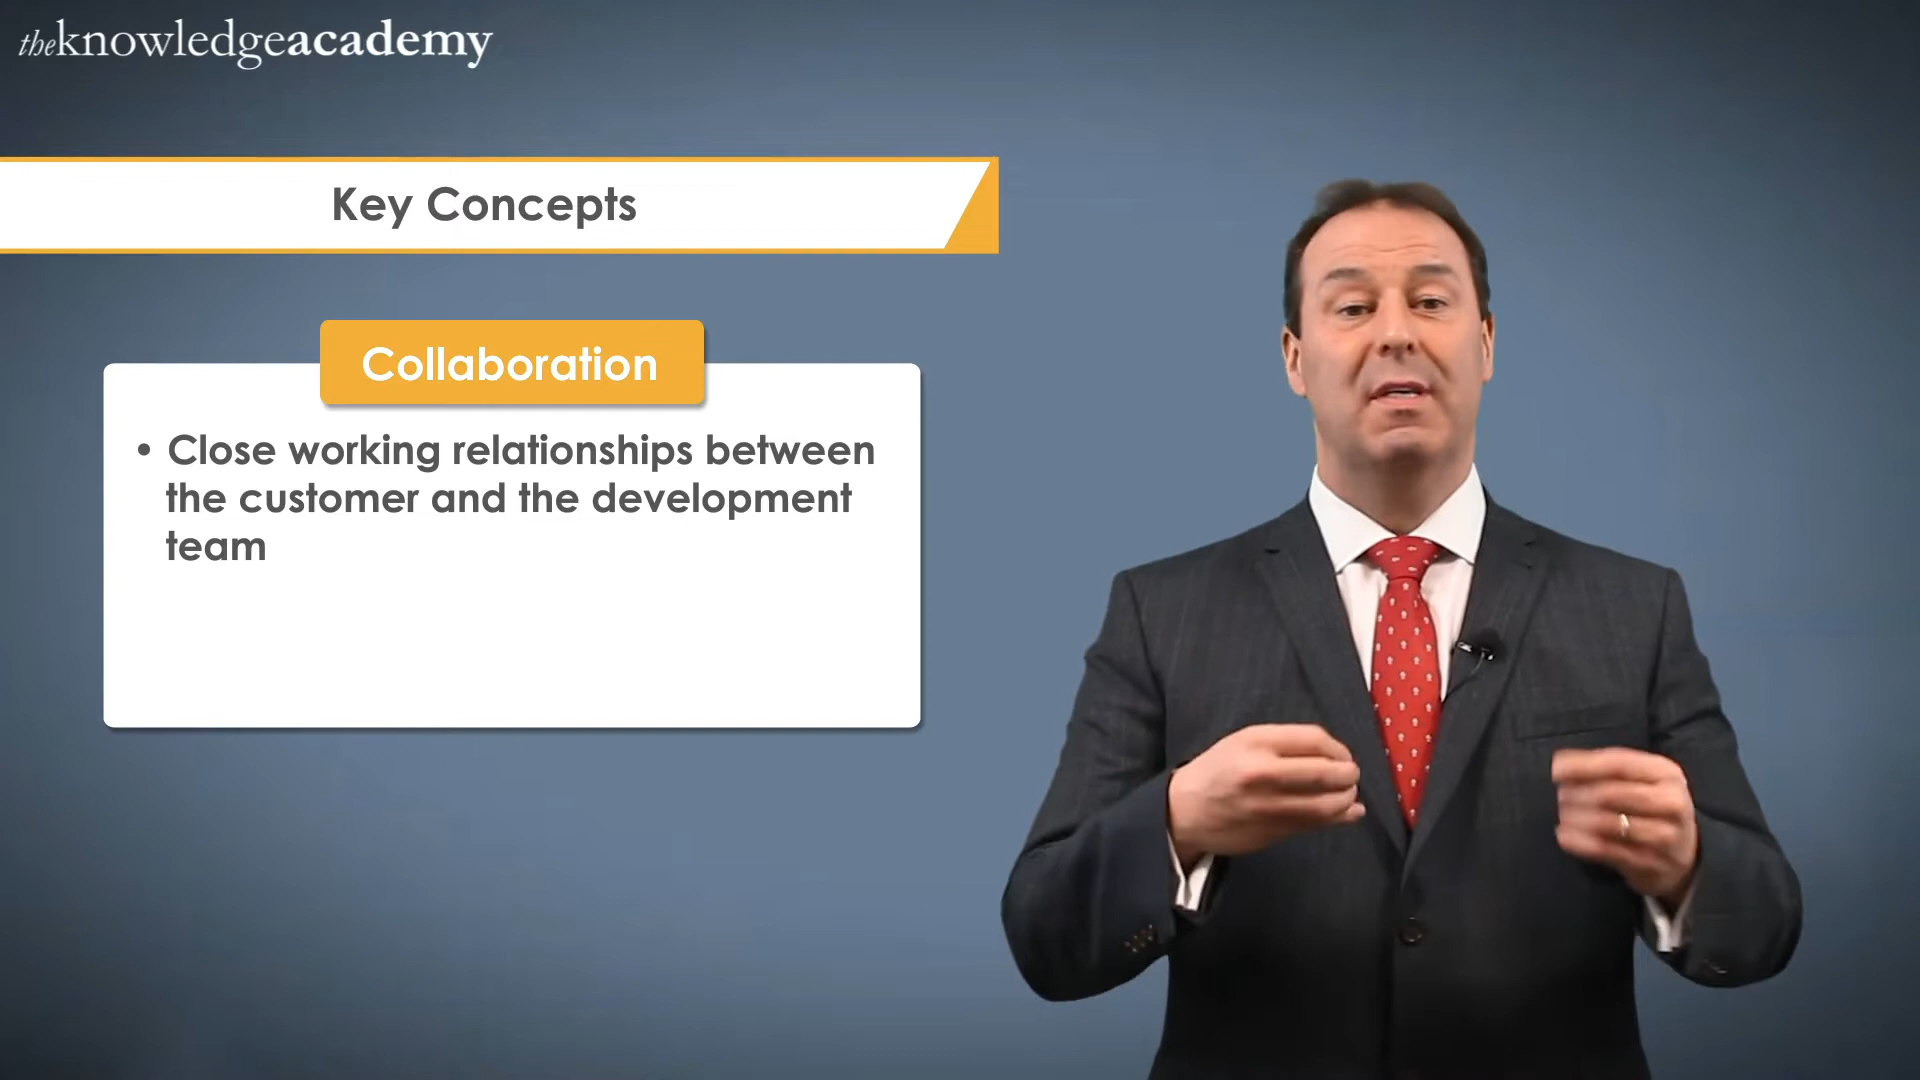 theknowledgeacademy
Key Concepts
Collaboration
• Close working relationships between
the customer and the development
team